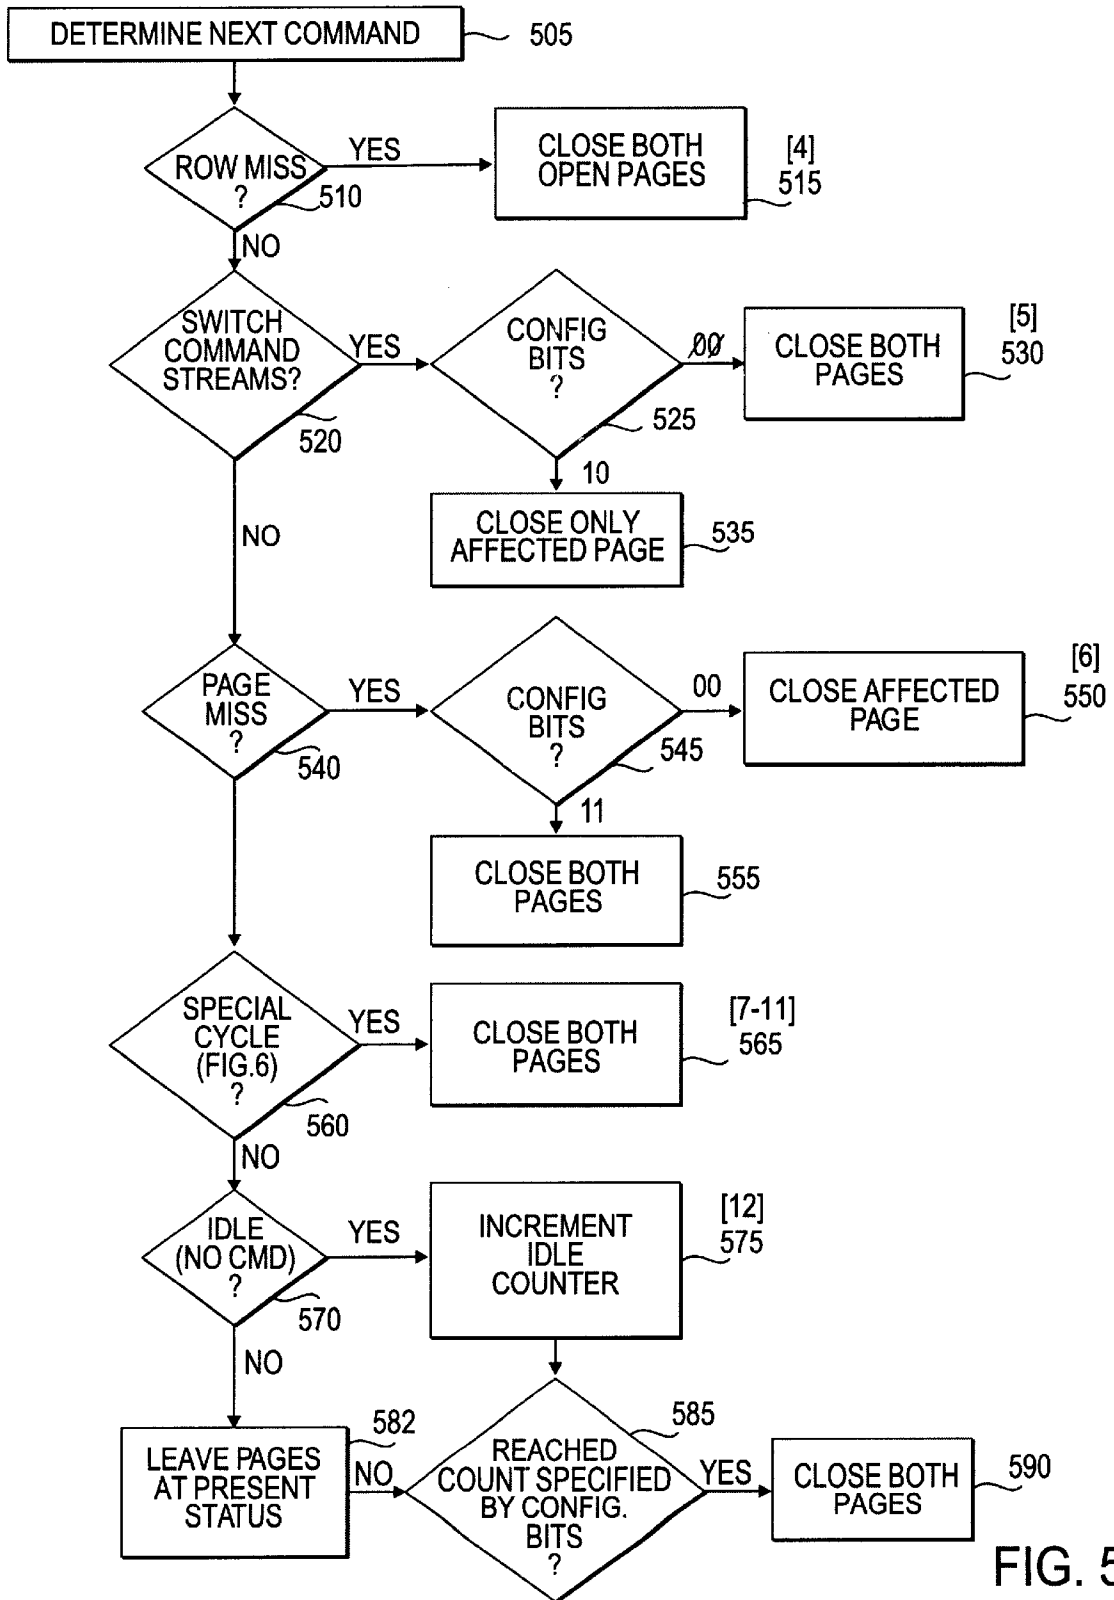 DETERMINE NEXT COMMAND
505
ROW MISS
?
510
YES
CLOSE BOTH
OPEN PAGES
[4]
515
NO
SWITCH
COMMAND
STREAMS?
520
YES
CONFIG
BITS
?
525
00
CLOSE BOTH
PAGES
[5]
530
10
CLOSE ONLY
AFFECTED PAGE
535
NO
PAGE
MISS
?
540
YES
CONFIG
BITS
?
545
00
CLOSE AFFECTED
PAGE
[6]
550
11
CLOSE BOTH
PAGES
555
SPECIAL
CYCLE
(FIG.6)
?
560
YES
CLOSE BOTH
PAGES
[7-11]
565
NO
IDLE
(NO CMD)
?
570
YES
INCREMENT
IDLE
COUNTER
[12]
575
NO
LEAVE PAGES
AT PRESENT
STATUS
582
NO
REACHED
COUNT SPECIFIED
BY CONFIG.
BITS
?
585
YES
CLOSE BOTH
PAGES
590
FIG. 5